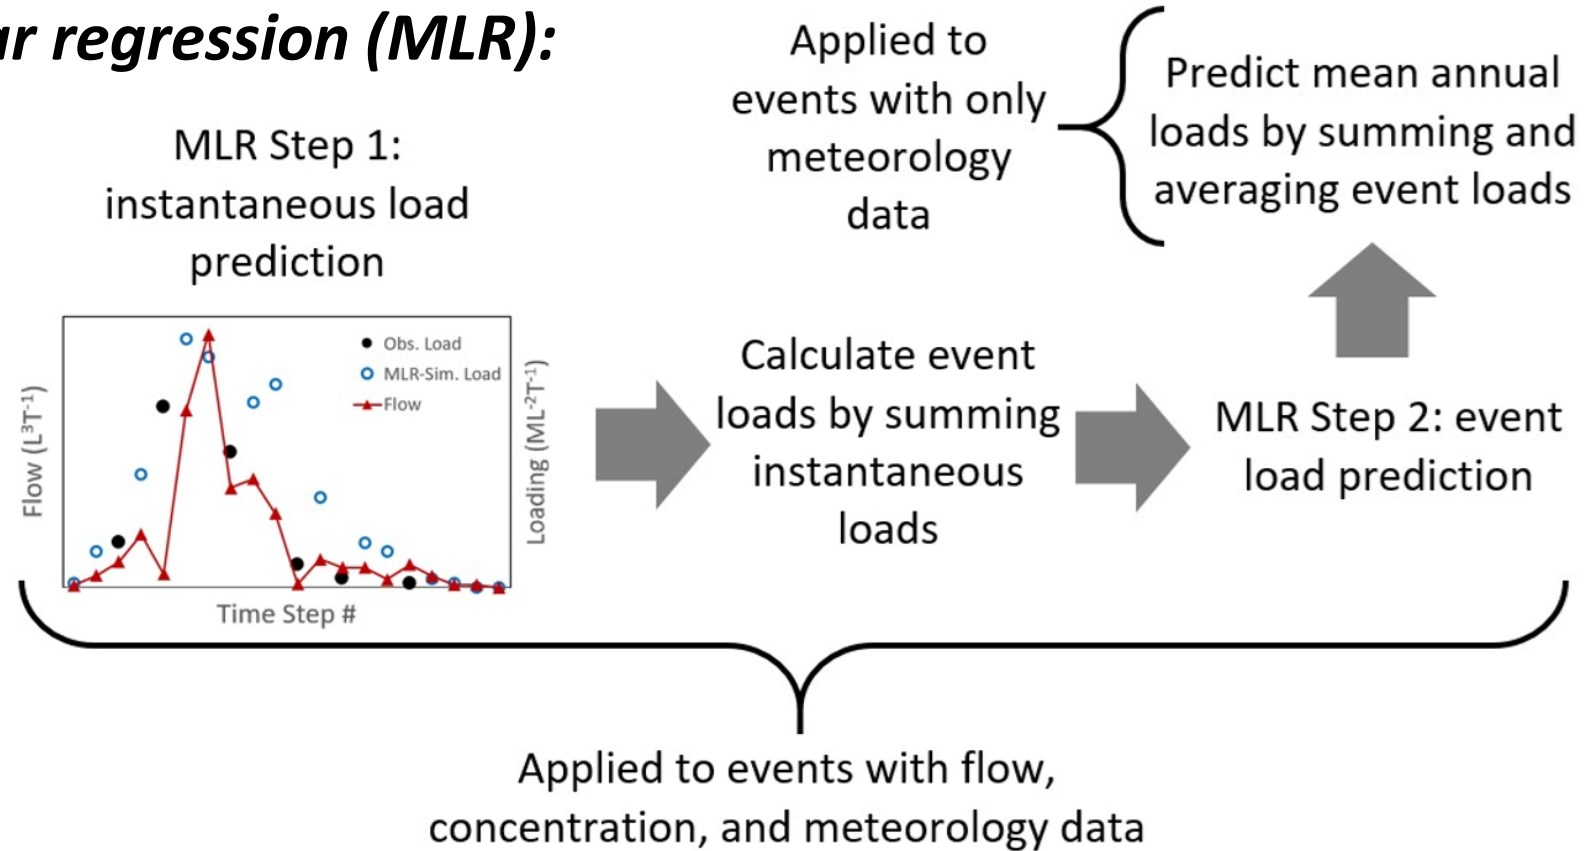 ar regression (MLR):
MLR Step 1:
instantaneous load
prediction
Flow (L³T⁻¹)
Obs. Load
MLR-Sim. Load
Flow
Loading (ML⁻²T⁻¹)
Time Step #
Calculate event
loads by summing
instantaneous
loads
MLR Step 2: event
load prediction
Applied to
events with only
meteorology
data
Predict mean annual
loads by summing and
averaging event loads
Applied to events with flow,
concentration, and meteorology data